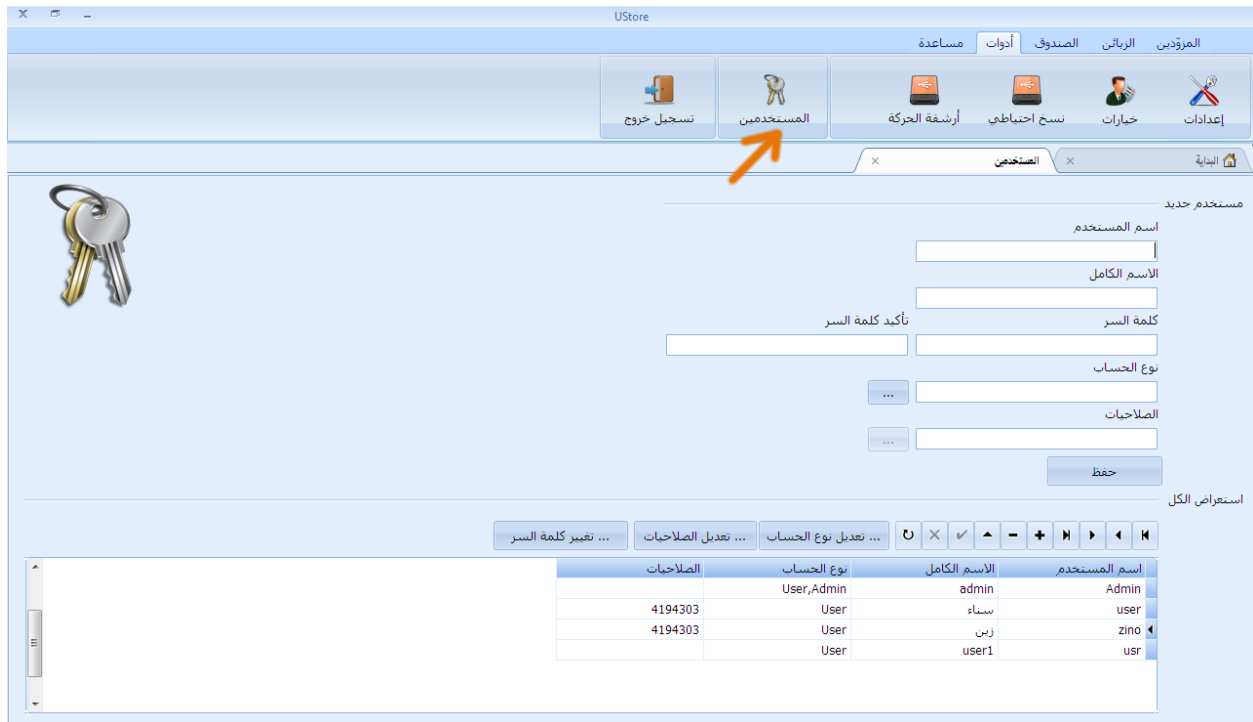 UStore
المزوّدين الزبائن الصندوق أدوات مساعدة
إعدادات خيارات نسخ احتياطي أرشفة الحركة المستخدمين تسجيل خروج
البداية المستخدمين
مستخدم جديد
اسم المستخدم
الاسم الكامل
كلمة السر تأكيد كلمة السر
نوع الحساب
...
الصلاحيات
...
حفظ
استعراض الكل
تعديل نوع الحساب ... تعديل الصلاحيات ... تغيير كلمة السر ...
اسم المستخدم الاسم الكامل نوع الحساب الصلاحيات
Admin admin User,Admin
user سناء User 4194303
zino زين User 4194303
usr user1 User